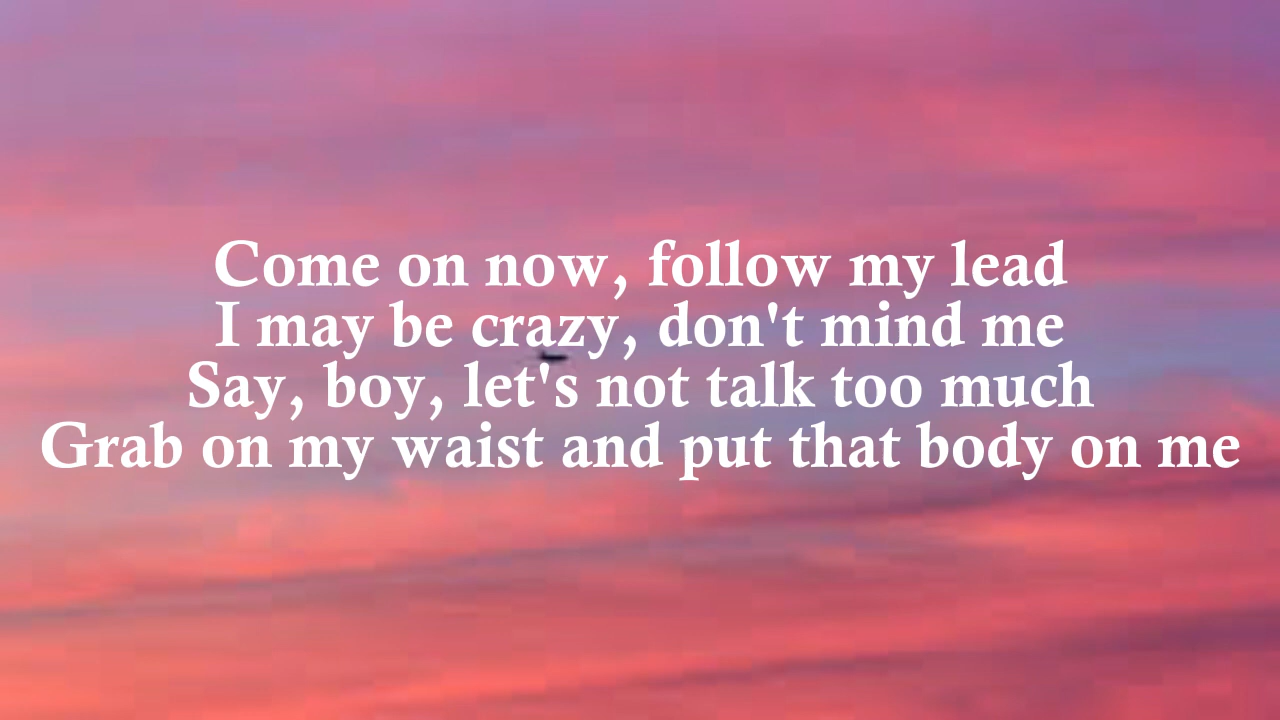 Come on now, follow my lead
I may be crazy, don't mind me
Say, boy, let's not talk too much
Grab on my waist and put that body on me